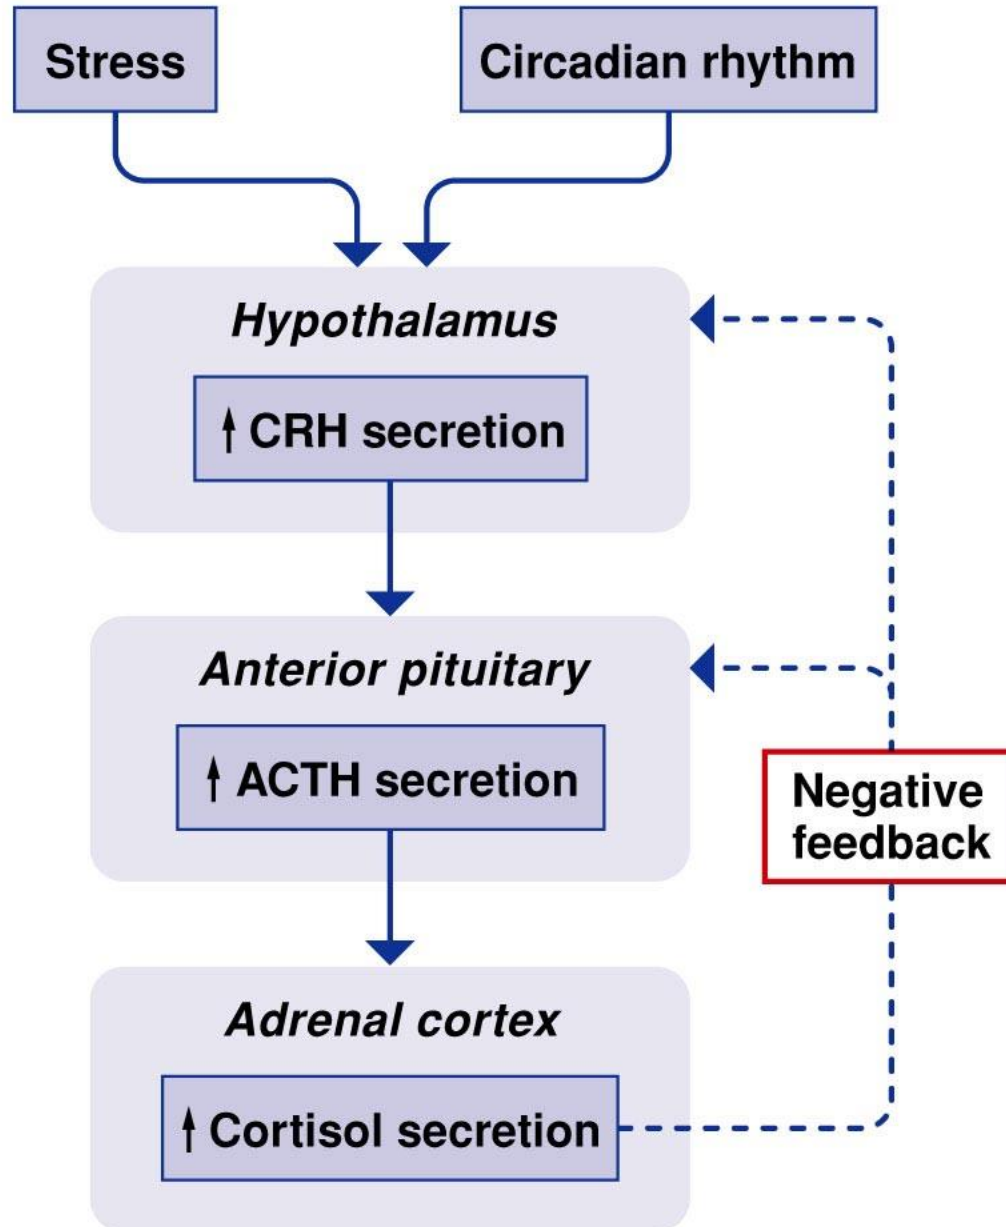 Stress
Circadian rhythm
Hypothalamus
↑ CRH secretion
Anterior pituitary
↑ ACTH secretion
Negative
feedback
Adrenal cortex
↑ Cortisol secretion